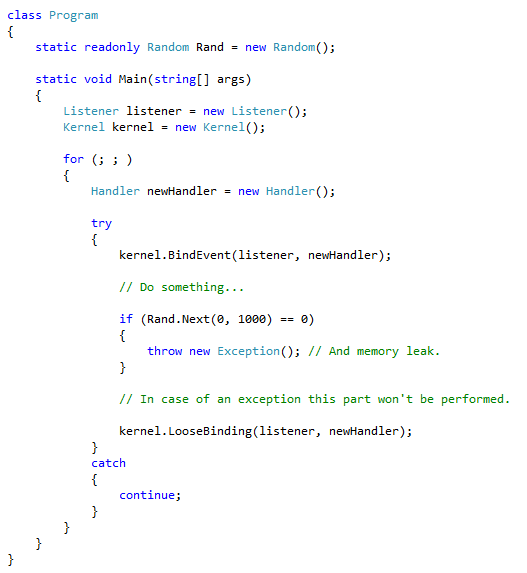 class Program
{
    static readonly Random Rand = new Random();
    static void Main(string[] args)
    {
        Listener listener = new Listener();
        Kernel kernel = new Kernel();
        for (; ; )
        {
            Handler newHandler = new Handler();
            try
            {
                kernel.BindEvent(listener, newHandler);
                // Do something...
                if (Rand.Next(0, 1000) == 0)
                {
                    throw new Exception(); // And memory leak.
                }
                // In case of an exception this part won't be performed.
                kernel.LooseBinding(listener, newHandler);
            }
            catch
            {
                continue;
            }
        }
    }
}